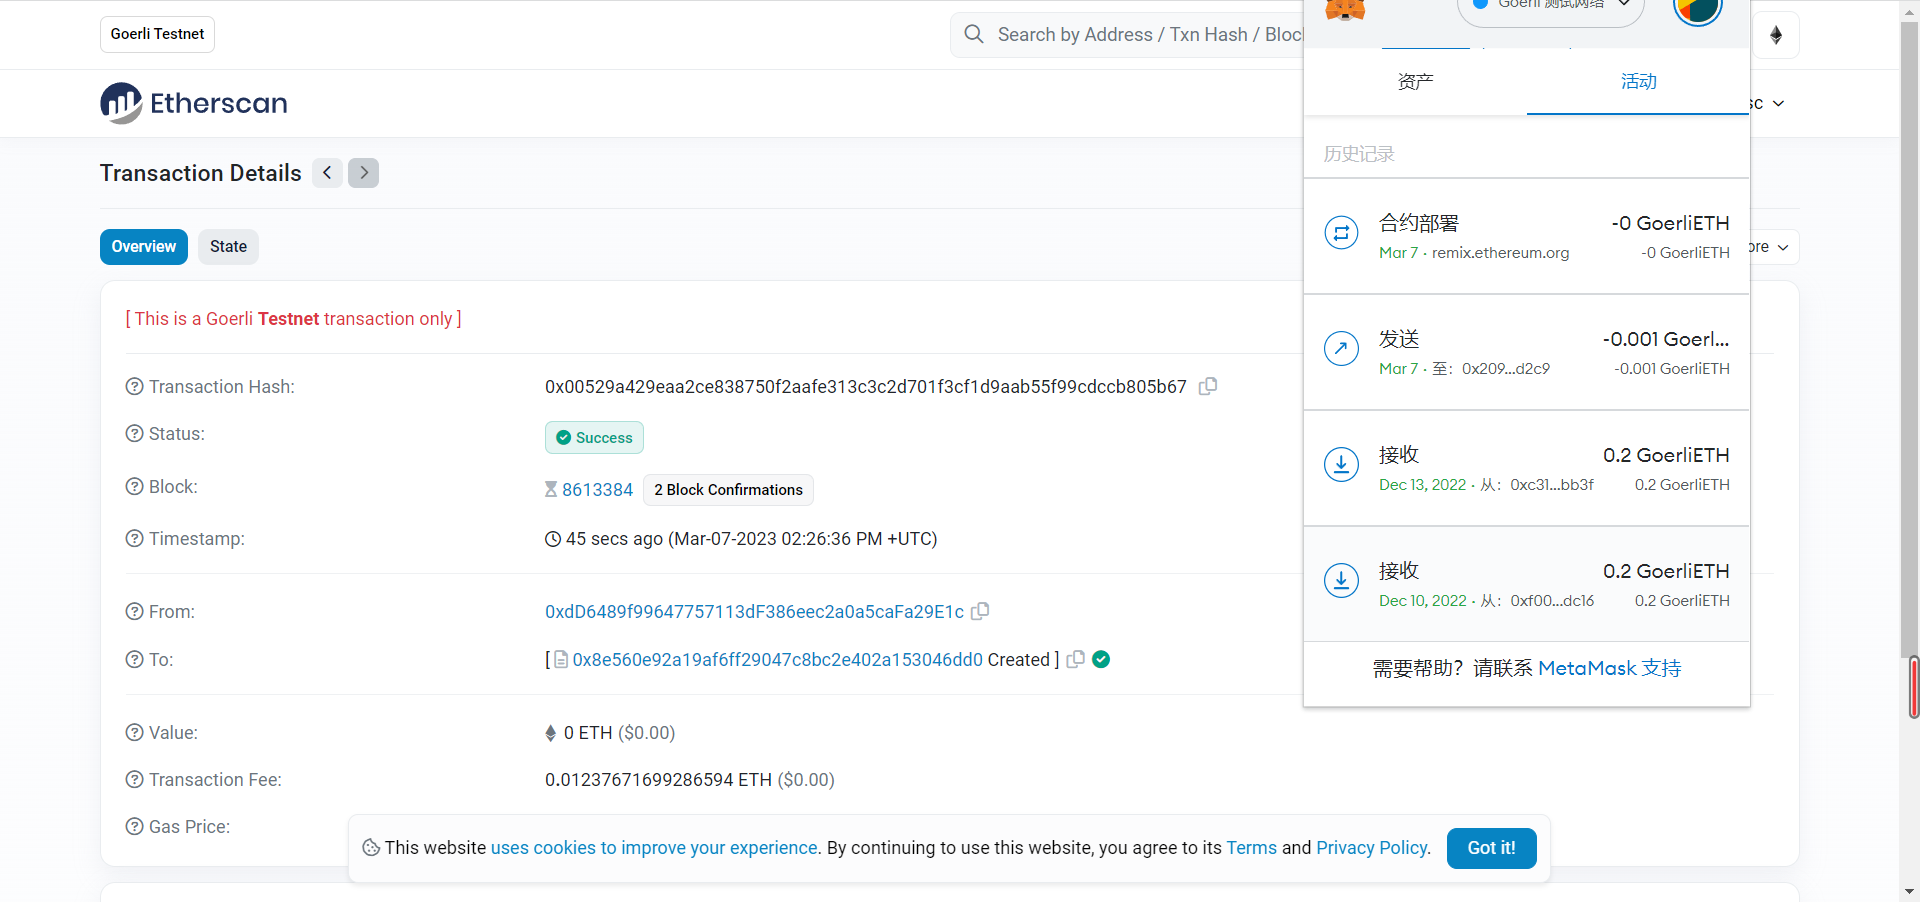 Goerli Testnet
Search by Address / Txn Hash / Bloc
Goerli 测试网络
Etherscan
sc
资产
活动
历史记录
Transaction Details
Overview
State
ore
合约部署
-0 GoerliETH
Mar 7 · remix.ethereum.org
-0 GoerliETH
[ This is a Goerli Testnet transaction only ]
发送
-0.001 Goerl...
Mar 7 · 至：0x209...d2c9
-0.001 GoerliETH
Transaction Hash:
0x00529a429eaa2ce838750f2aafe313c3c2d701f3cf1d9aab55f99cdccb805b67
Status:
Success
接收
0.2 GoerliETH
Dec 13, 2022 · 从：0xc31...bb3f
0.2 GoerliETH
Block:
8613384
2 Block Confirmations
Timestamp:
45 secs ago (Mar-07-2023 02:26:36 PM +UTC)
接收
0.2 GoerliETH
Dec 10, 2022 · 从：0xf00...dc16
0.2 GoerliETH
From:
0xdD6489f99647757113dF386eec2a0a5caFa29E1c
To:
[ 0x8e560e92a19af6ff29047c8bc2e402a153046dd0 Created ]
需要帮助？请联系 MetaMask 支持
Value:
0 ETH ($0.00)
Transaction Fee:
0.01237671699286594 ETH ($0.00)
Gas Price:
This website uses cookies to improve your experience. By continuing to use this website, you agree to its Terms and Privacy Policy.
Got it!